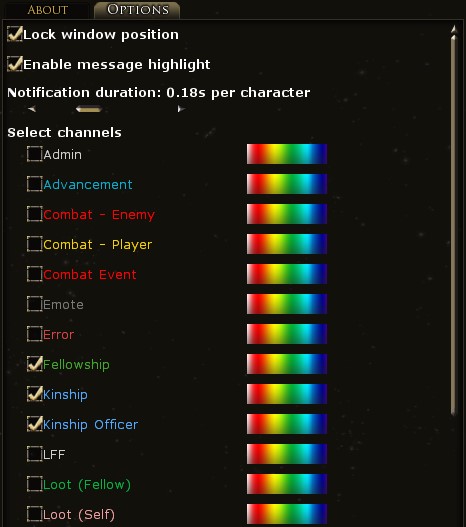 About Options
Lock window position
Enable message highlight
Notification duration: 0.18s per character
Select channels
Admin
Advancement
Combat - Enemy
Combat - Player
Combat Event
Emote
Error
Fellowship
Kinship
Kinship Officer
LFF
Loot (Fellow)
Loot (Self)